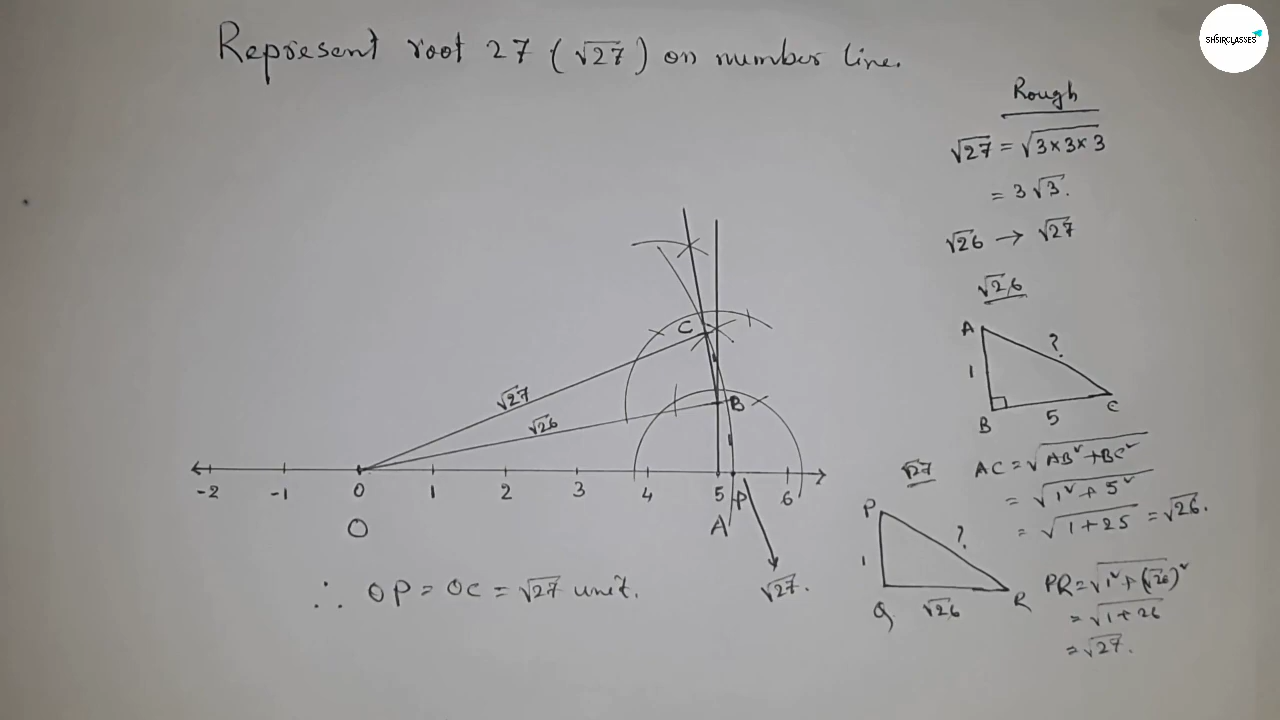 SHSIRCLASSES
Represent root 27 (√27) on number line.
Rough
√27 = √3×3×3
= 3√3.
√26 → √27
√26
A
?
1
B
5
C
AC = √AB²+BC²
= √1²+5²
= √1+25 = √26.
√27
P
?
1
Q
√26
R
PR = √1²+(√26)²
= √1+26
= √27.
C
√27
√26
B
-2 -1 0 1 2 3 4 5 P 6
O A
√27.
∴ OP = OC = √27 unit.